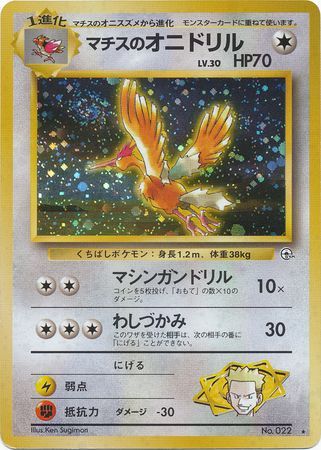 1進化
マチスのオニスズメから進化 モンスターカードに重ねて使います。
マチスのオニドリル
LV.30 HP70
くちばしポケモン:身長1.2m、体重38kg
マシンガンドリル 10×
コインを5枚投げ、「おもて」の数×10の
ダメージ。
わしづかみ 30
このワザを受けた相手は、次の相手の番に
「にげる」ことができない。
にげる
弱点
抵抗力 ダメージ -30
Illus.Ken Sugimori
No.022 ★